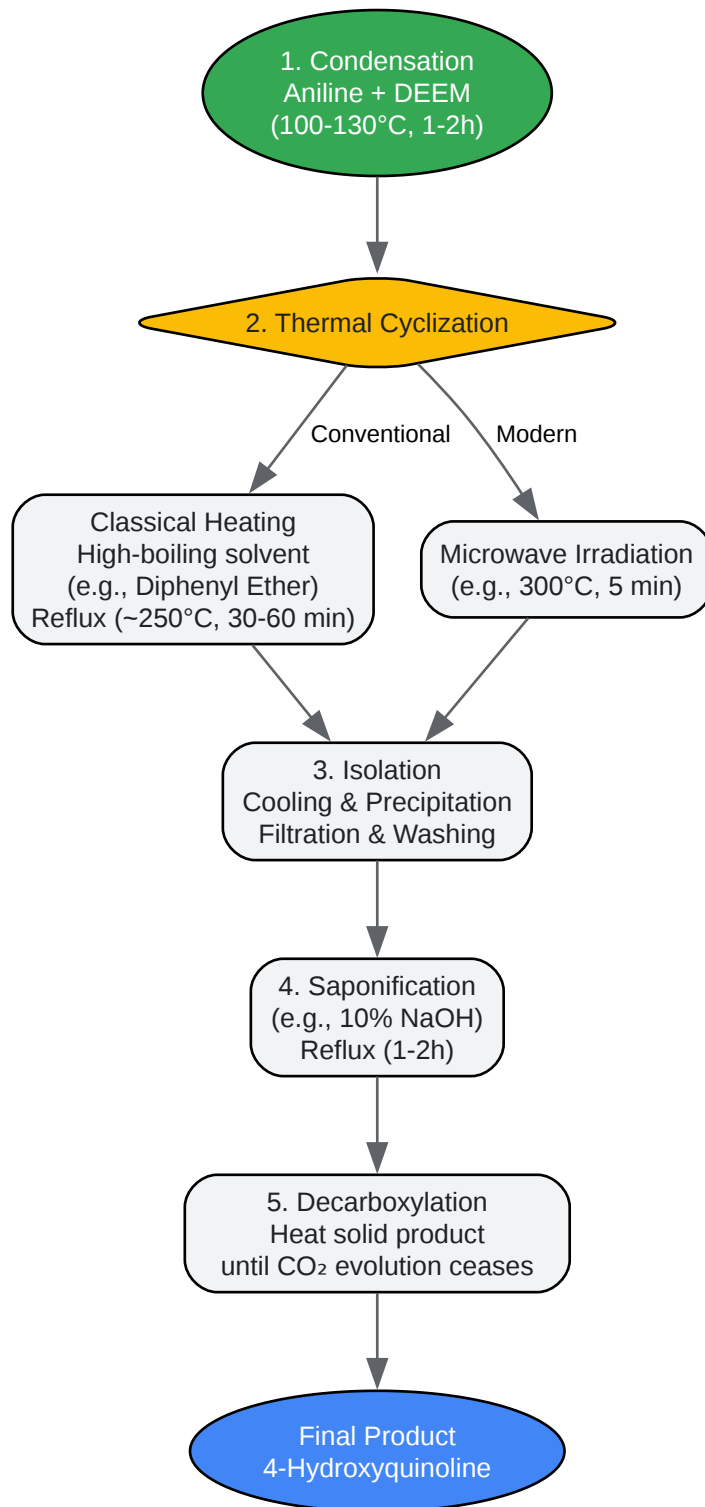 1. Condensation
Aniline + DEEM
(100-130°C, 1-2h)
2. Thermal Cyclization
Conventional
Modern
Classical Heating
High-boiling solvent
(e.g., Diphenyl Ether)
Reflux (~250°C, 30-60 min)
Microwave Irradiation
(e.g., 300°C, 5 min)
3. Isolation
Cooling & Precipitation
Filtration & Washing
4. Saponification
(e.g., 10% NaOH)
Reflux (1-2h)
5. Decarboxylation
Heat solid product
until CO₂ evolution ceases
Final Product
4-Hydroxyquinoline